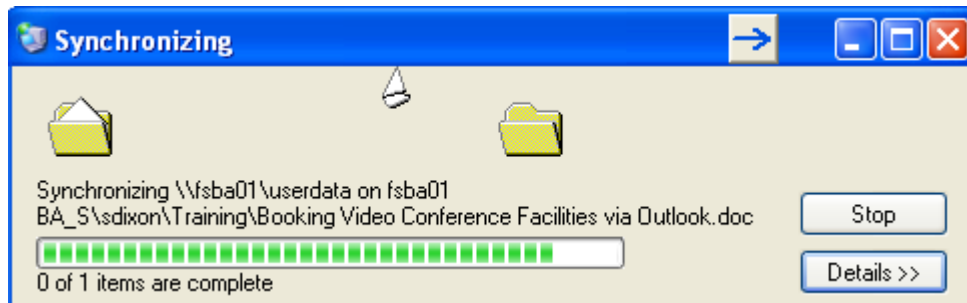 Synchronizing
Synchronizing \\fsba01\userdata on fsba01
BA_S\sdixon\Training\Booking Video Conference Facilities via Outlook.doc
Stop
0 of 1 items are complete
Details >>